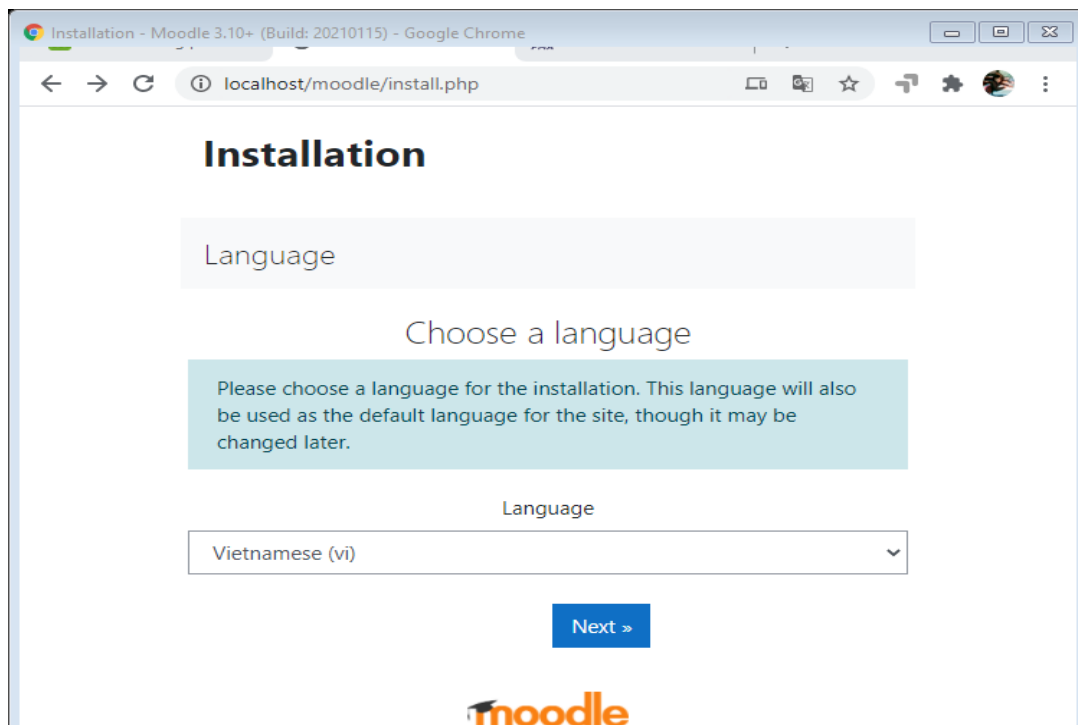 Installation - Moodle 3.10+ (Build: 20210115) - Google Chrome
localhost/moodle/install.php
Installation
Language
Choose a language
Please choose a language for the installation. This language will also
be used as the default language for the site, though it may be
changed later.
Language
Vietnamese (vi)
Next »
moodle